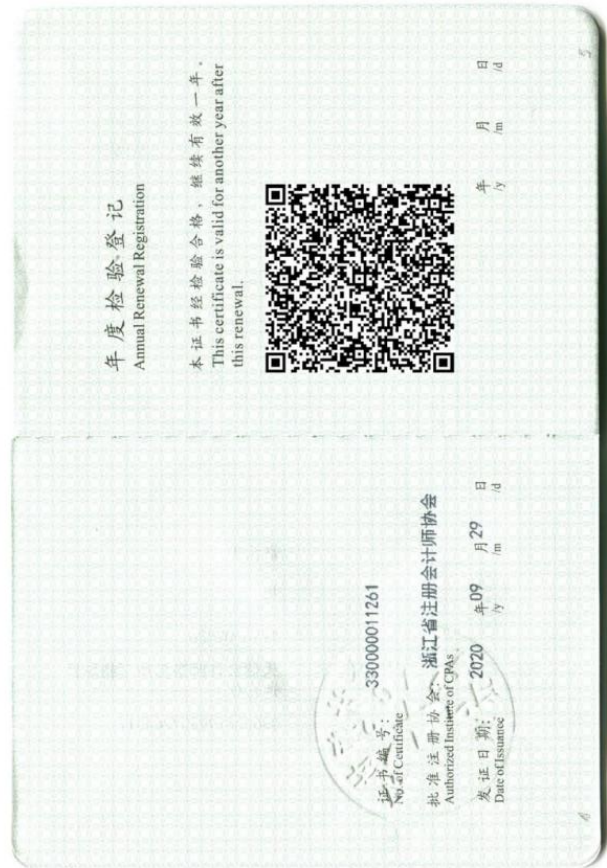 年度检验登记
Annual Renewal Registration
本证书经检验合格，继续有效一年。
This certificate is valid for another year after
this renewal.
年 月 日
/y /m /d
5
证书编号： 330000011261
No. of Certificate
批准注册协会： 浙江省注册会计师协会
Authorized Institute of CPAs
发证日期： 2020 年09 月29 日
Date of Issuance /y /m /d